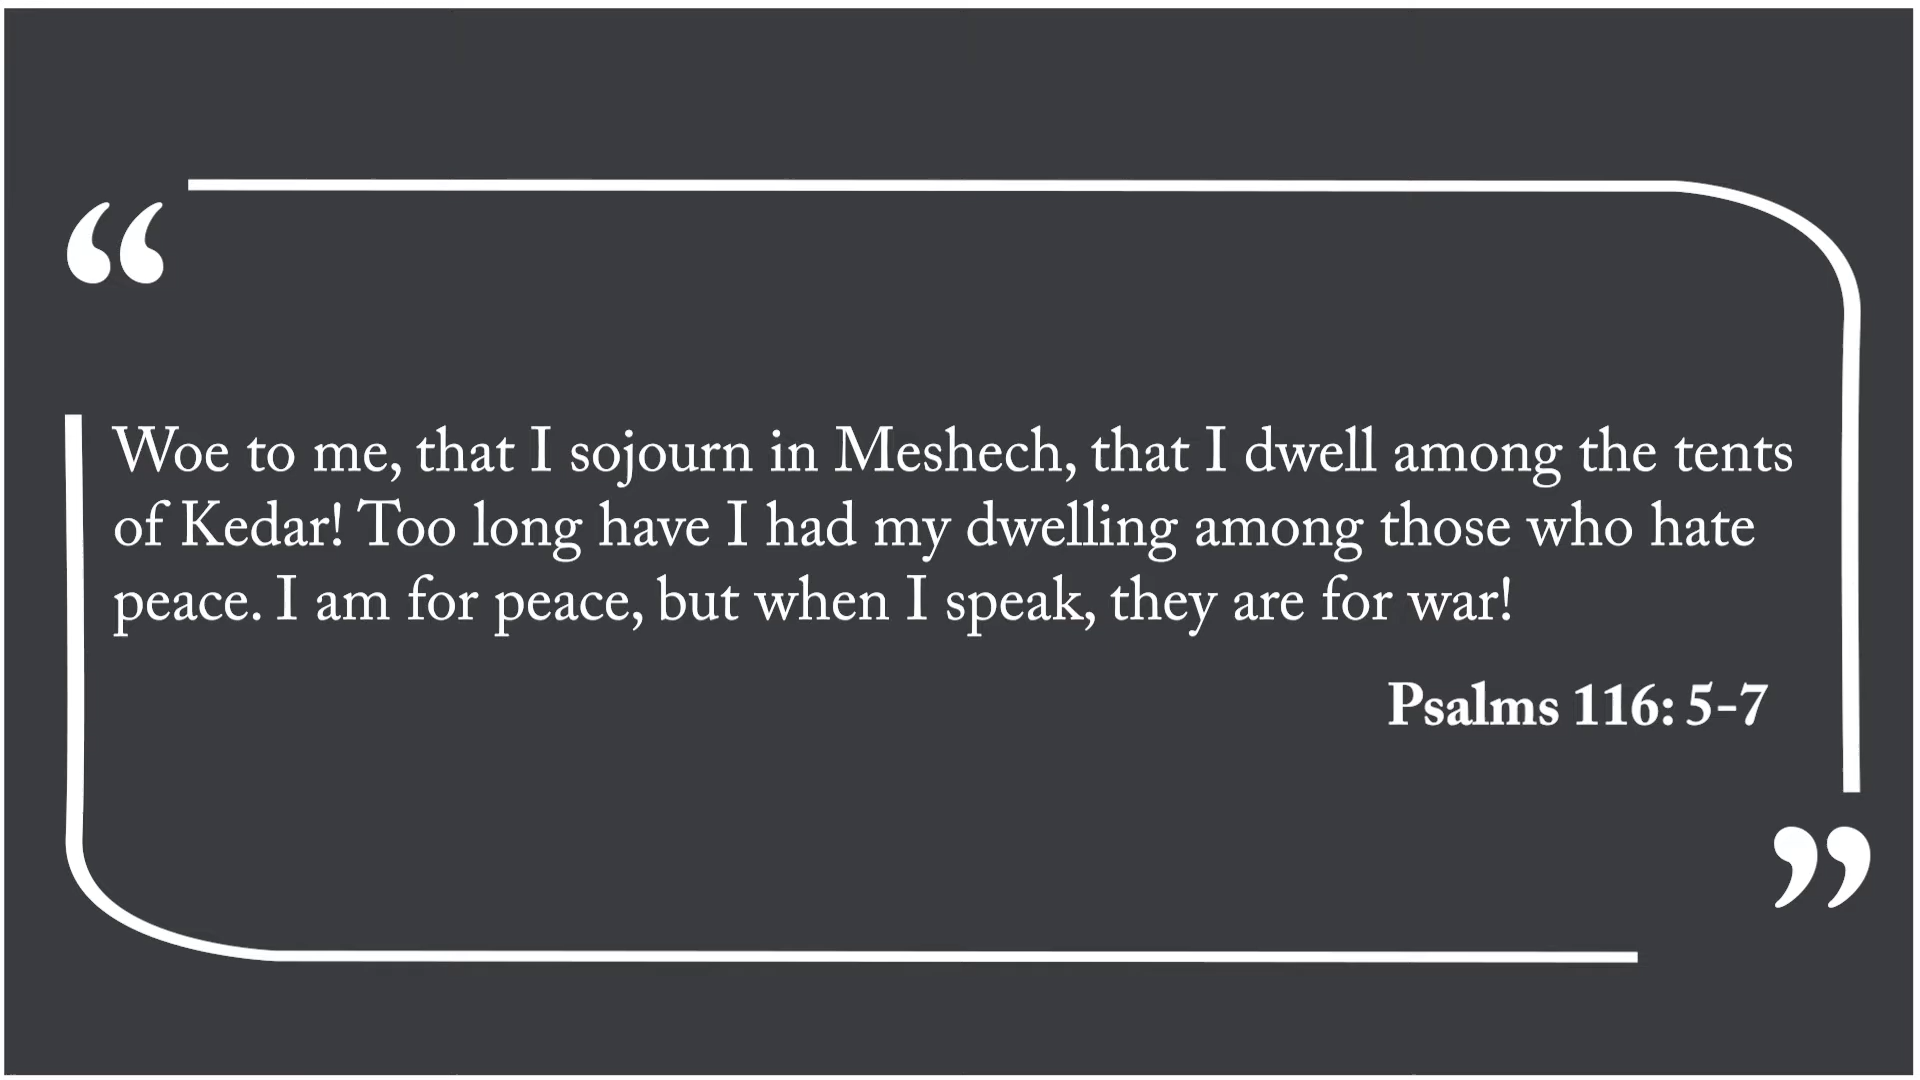 “
Woe to me, that I sojourn in Meshech, that I dwell among the tents
of Kedar! Too long have I had my dwelling among those who hate
peace. I am for peace, but when I speak, they are for war!
Psalms 116: 5-7
”